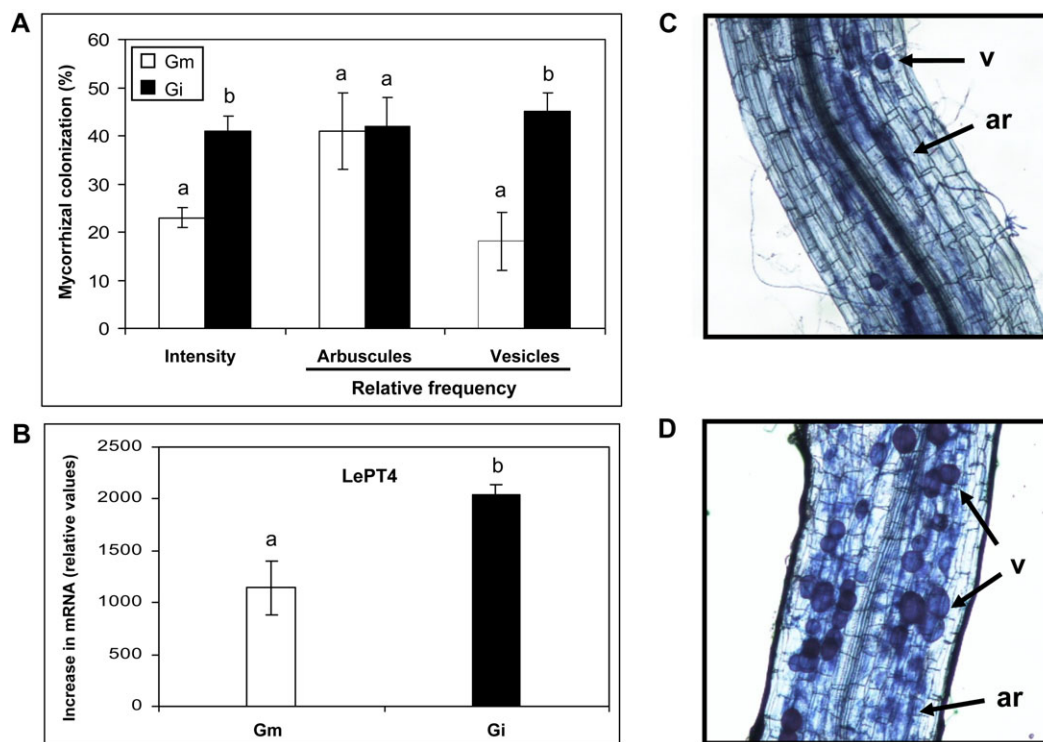 A
Mycorrhizal colonization (%)
60
50
40
30
20
10
0
Gm
Gi
a
b
a
a
a
b
Intensity
Arbuscules
Vesicles
Relative frequency
B
Increase in mRNA (relative values)
2500
2000
1500
1000
500
0
LePT4
a
b
Gm
Gi
C
v
ar
D
v
ar